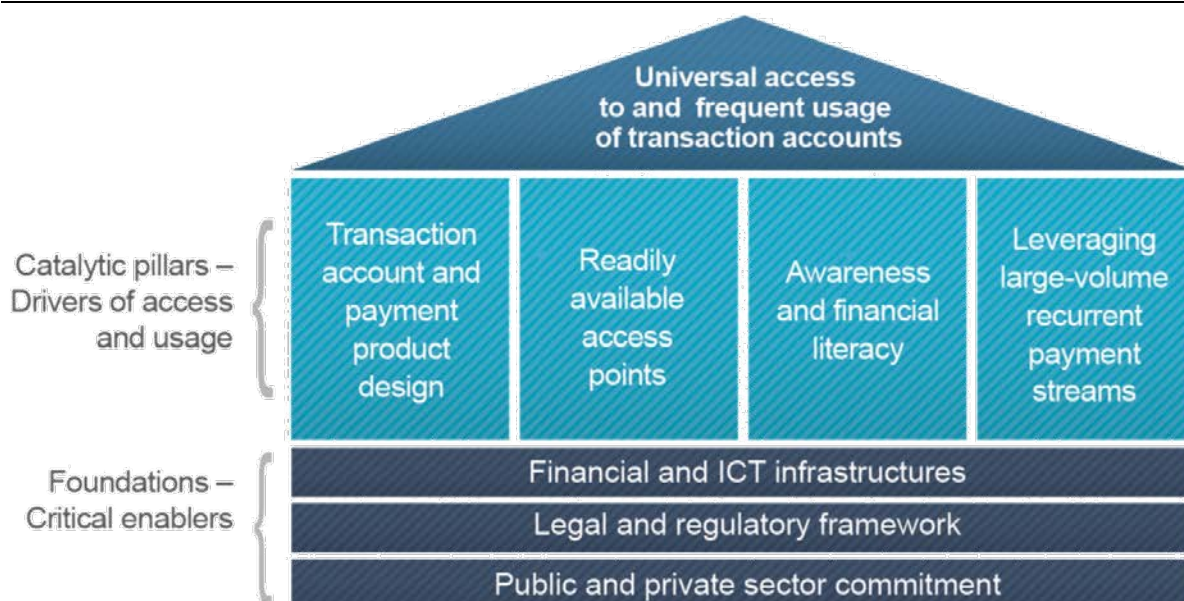 Universal access
to and frequent usage
of transaction accounts
Catalytic pillars –
Drivers of access
and usage
Transaction
account and
payment
product
design
Readily
available
access
points
Awareness
and financial
literacy
Leveraging
large-volume
recurrent
payment
streams
Foundations –
Critical enablers
Financial and ICT infrastructures
Legal and regulatory framework
Public and private sector commitment